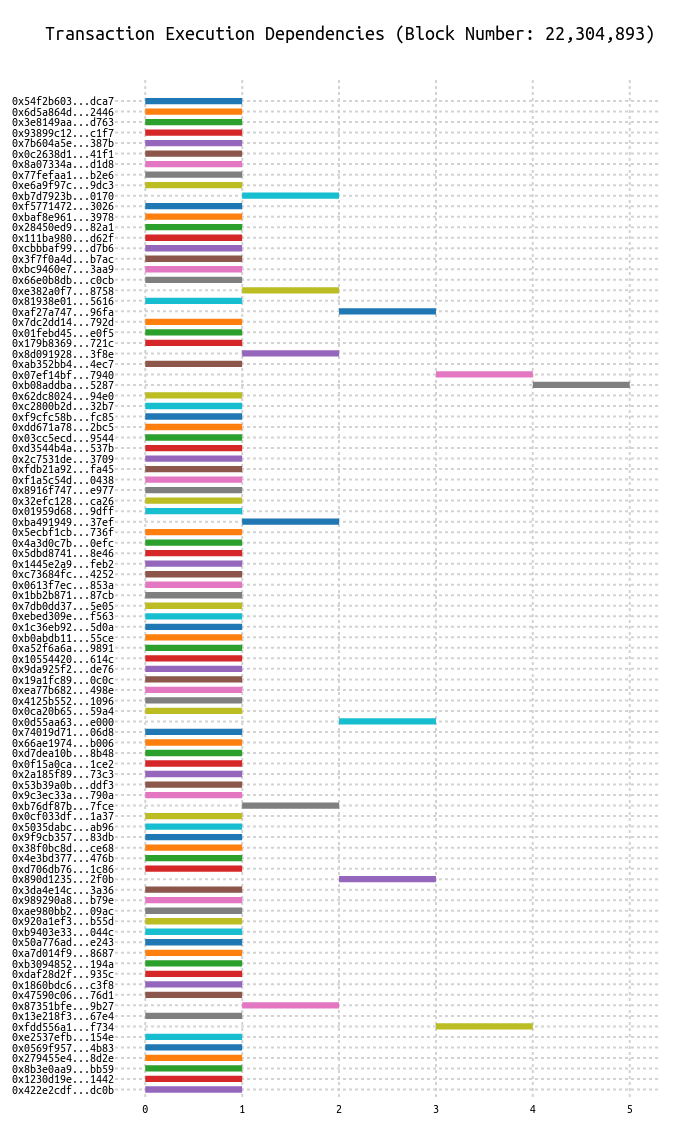 Transaction Execution Dependencies (Block Number: 22,304,893)
0x54f2b603...dca7
0x6d5a864d...2446
0x3e8149aa...d763
0x93899c12...c1f7
0x7b604a5e...387b
0x0c2638d1...41f1
0x8a07334a...d1d8
0x77fefaa1...b2e6
0xe6a9f97c...9dc3
0xb7d7923b...0170
0xf5771472...3026
0xbaf8e961...3978
0x28450ed9...82a1
0x111ba980...d62f
0xcbbbaf99...d7b6
0x3f7f0a4d...b7ac
0xbc9460e7...3aa9
0x66e0b8db...c0cb
0xe382a0f7...8758
0x81938e01...5616
0xaf27a747...96fa
0x7dc2dd14...792d
0x01febd45...e0f5
0x179b8369...721c
0x8d091928...3f8e
0xab352bb4...4ec7
0x07ef14bf...7940
0xb08addba...5287
0x62dc8024...94e0
0xc2800b2d...32b7
0xf9cfc58b...fc85
0xdd671a78...2bc5
0x03cc5ecd...9544
0xd3544b4a...537b
0x2c7531de...3709
0xfdb21a92...fa45
0xf1a5c54d...0438
0x8916f747...e977
0x32efc128...ca26
0x01959d68...9dff
0xba491949...37ef
0x5ecbf1cb...736f
0x4a3d0c7b...0efc
0x5dbd8741...8e46
0x1445e2a9...feb2
0xc73684fc...4252
0x0613f7ec...853a
0x1bb2b871...87cb
0x7db0dd37...5e05
0xebed309e...f563
0x1c36eb92...5d0a
0xb0abdb11...55ce
0xa52f6a6a...9891
0x10554420...614c
0x9da925f2...de76
0x19a1fc89...0c0c
0xea77b682...498e
0x4125b552...1096
0x0ca20b65...59a4
0x0d55aa63...e000
0x74019d71...06d8
0x66ae1974...b006
0xd7dea10b...8b48
0x0f15a0ca...1ce2
0x2a185f89...73c3
0x53b39a0b...ddf3
0x9c3ec33a...790a
0xb76df87b...7fce
0x0cf033df...1a37
0x5035dabc...ab96
0x9f9cb357...83db
0x38f0bc8d...ce68
0x4e3bd377...476b
0xd706db76...1c86
0x890d1235...2f0b
0x3da4e14c...3a36
0x989290a8...b79e
0xae980bb2...09ac
0x920a1ef3...b55d
0xb9403e33...044c
0x50a776ad...e243
0xa7d014f9...8687
0xb3094852...194a
0xdaf28d2f...935c
0x1860bdc6...c3f8
0x47590c06...76d1
0x87351bfe...9b27
0x13e218f3...67e4
0xfdd556a1...f734
0xe2537efb...154e
0x0569f957...4b83
0x279455e4...8d2e
0x8b3e0aa9...bb59
0x1230d19e...1442
0x422e2cdf...dc0b
0 1 2 3 4 5